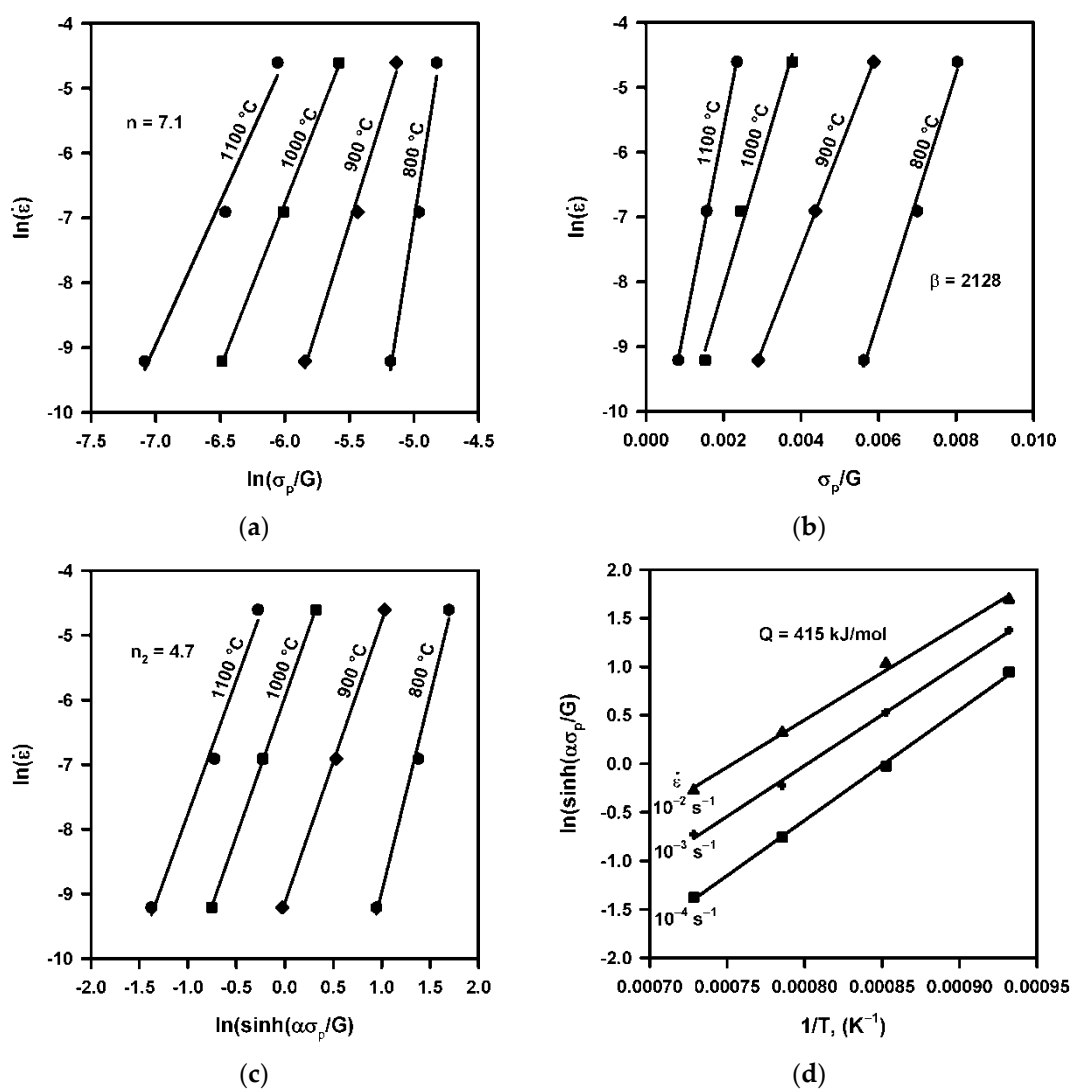 -4
-5
-6
-7
-8
-9
-10
ln(ε̇)
n = 7.1
1100 °C
1000 °C
900 °C
800 °C
-7.5 -7.0 -6.5 -6.0 -5.5 -5.0 -4.5
ln(σp/G)
(a)
-4
-5
-6
-7
-8
-9
-10
ln(ε̇)
1100 °C
1000 °C
900 °C
800 °C
β = 2128
0.000 0.002 0.004 0.006 0.008 0.010
σp/G
(b)
-4
-5
-6
-7
-8
-9
-10
ln(ε̇)
n2 = 4.7
1100 °C
1000 °C
900 °C
800 °C
-2.0 -1.5 -1.0 -0.5 0.0 0.5 1.0 1.5 2.0
ln(sinh(ασp/G)
(c)
2.0
1.5
1.0
0.5
0.0
-0.5
-1.0
-1.5
-2.0
ln(sinh(ασp/G)
Q = 415 kJ/mol
ε̇
10⁻² s⁻¹
10⁻³ s⁻¹
10⁻⁴ s⁻¹
0.00070 0.00075 0.00080 0.00085 0.00090 0.00095
1/T, (K⁻¹)
(d)